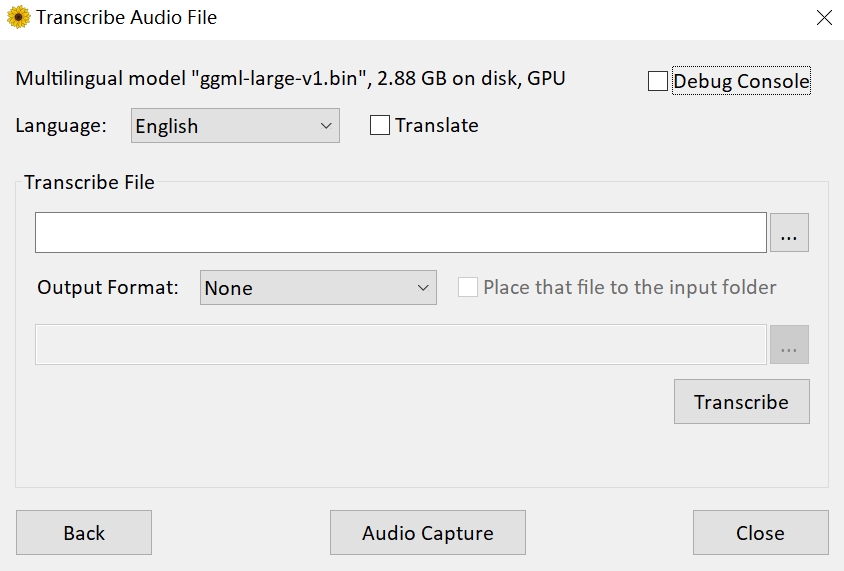 Transcribe Audio File
Multilingual model "ggml-large-v1.bin", 2.88 GB on disk, GPU
Debug Console
Language: English
Translate
Transcribe File
...
Output Format: None
Place that file to the input folder
...
Transcribe
Back
Audio Capture
Close